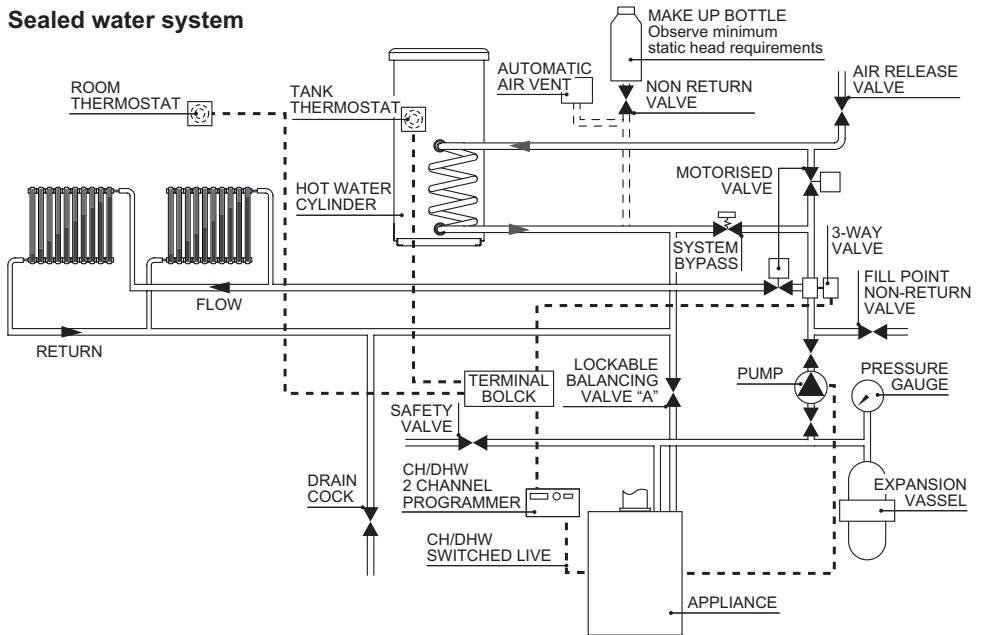 Sealed water system
MAKE UP BOTTLE
Observe minimum
static head requirements
AUTOMATIC
AIR VENT
NON RETURN
VALVE
AIR RELEASE
VALVE
ROOM
THERMOSTAT
TANK
THERMOSTAT
MOTORISED
VALVE
HOT WATER
CYLINDER
SYSTEM
BYPASS
3-WAY
VALVE
FILL POINT
NON-RETURN
VALVE
FLOW
RETURN
LOCKABLE
BALANCING
VALVE “A”
PUMP
PRESSURE
GAUGE
TERMINAL
BOLCK
SAFETY
VALVE
DRAIN
COCK
CH/DHW
2 CHANNEL
PROGRAMMER
EXPANSION
VASSEL
CH/DHW
SWITCHED LIVE
APPLIANCE